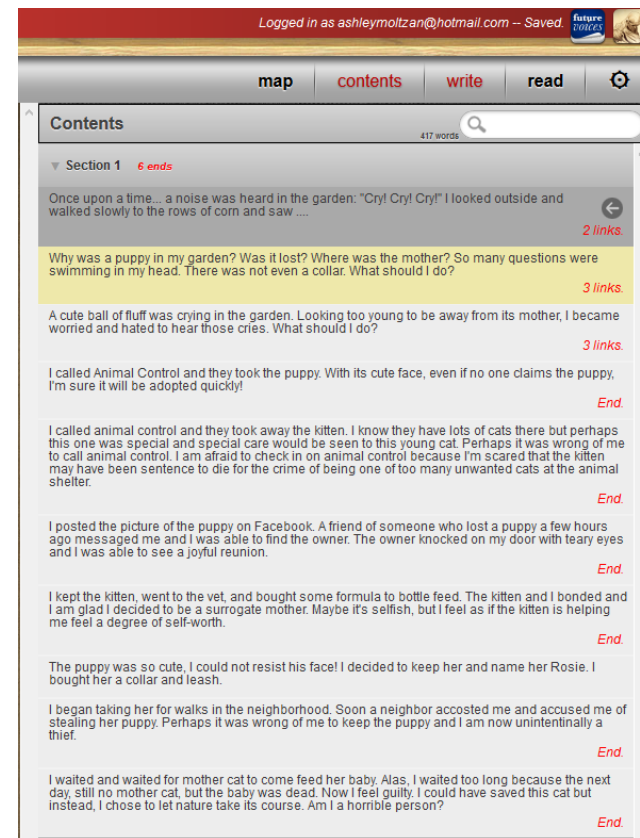 Logged in as ashleymoltzan@hotmail.com -- Saved.
future
voices
map
contents
write
read
Contents
417 words
Section 1
6 ends
Once upon a time... a noise was heard in the garden: "Cry! Cry! Cry!" I looked outside and
walked slowly to the rows of corn and saw ....
2 links.
Why was a puppy in my garden? Was it lost? Where was the mother? So many questions were
swimming in my head. There was not even a collar. What should I do?
3 links.
A cute ball of fluff was crying in the garden. Looking too young to be away from its mother, I became
worried and hated to hear those cries. What should I do?
3 links.
I called Animal Control and they took the puppy. With its cute face, even if no one claims the puppy,
I'm sure it will be adopted quickly!
End.
I called animal control and they took away the kitten. I know they have lots of cats there but perhaps
this one was special and special care would be seen to this young cat. Perhaps it was wrong of me
to call animal control. I am afraid to check in on animal control because I'm scared that the kitten
may have been sentence to die for the crime of being one of too many unwanted cats at the animal
shelter.
End.
I posted the picture of the puppy on Facebook. A friend of someone who lost a puppy a few hours
ago messaged me and I was able to find the owner. The owner knocked on my door with teary eyes
and I was able to see a joyful reunion.
End.
I kept the kitten, went to the vet, and bought some formula to bottle feed. The kitten and I bonded and
I am glad I decided to be a surrogate mother. Maybe it's selfish, but I feel as if the kitten is helping
me feel a degree of self-worth.
End.
The puppy was so cute, I could not resist his face! I decided to keep her and name her Rosie. I
bought her a collar and leash.
I began taking her for walks in the neighborhood. Soon a neighbor accosted me and accused me of
stealing her puppy. Perhaps it was wrong of me to keep the puppy and I am now unintentinally a
thief.
End.
I waited and waited for mother cat to come feed her baby. Alas, I waited too long because the next
day, still no mother cat, but the baby was dead. Now I feel guilty. I could have saved this cat but
instead, I chose to let nature take its course. Am I a horrible person?
End.